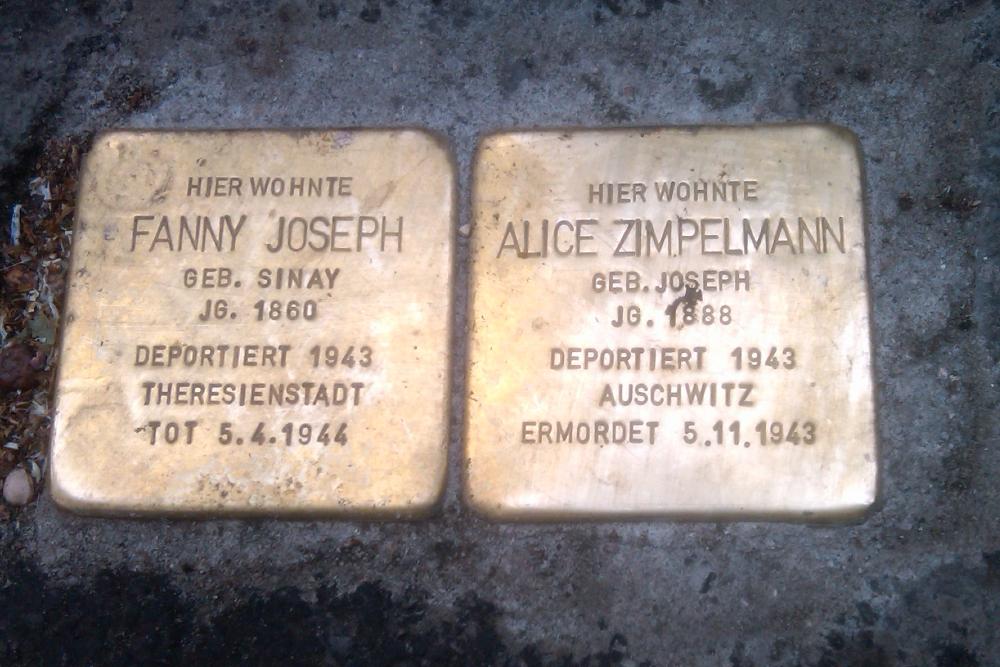 HIER WOHNTE
FANNY JOSEPH
GEB. SINAY
JG. 1860
DEPORTIERT 1943
THERESIENSTADT
TOT 5.4.1944
HIER WOHNTE
ALICE ZIMPELMANN
GEB. JOSEPH
JG. 1888
DEPORTIERT 1943
AUSCHWITZ
ERMORDET 5.11.1943